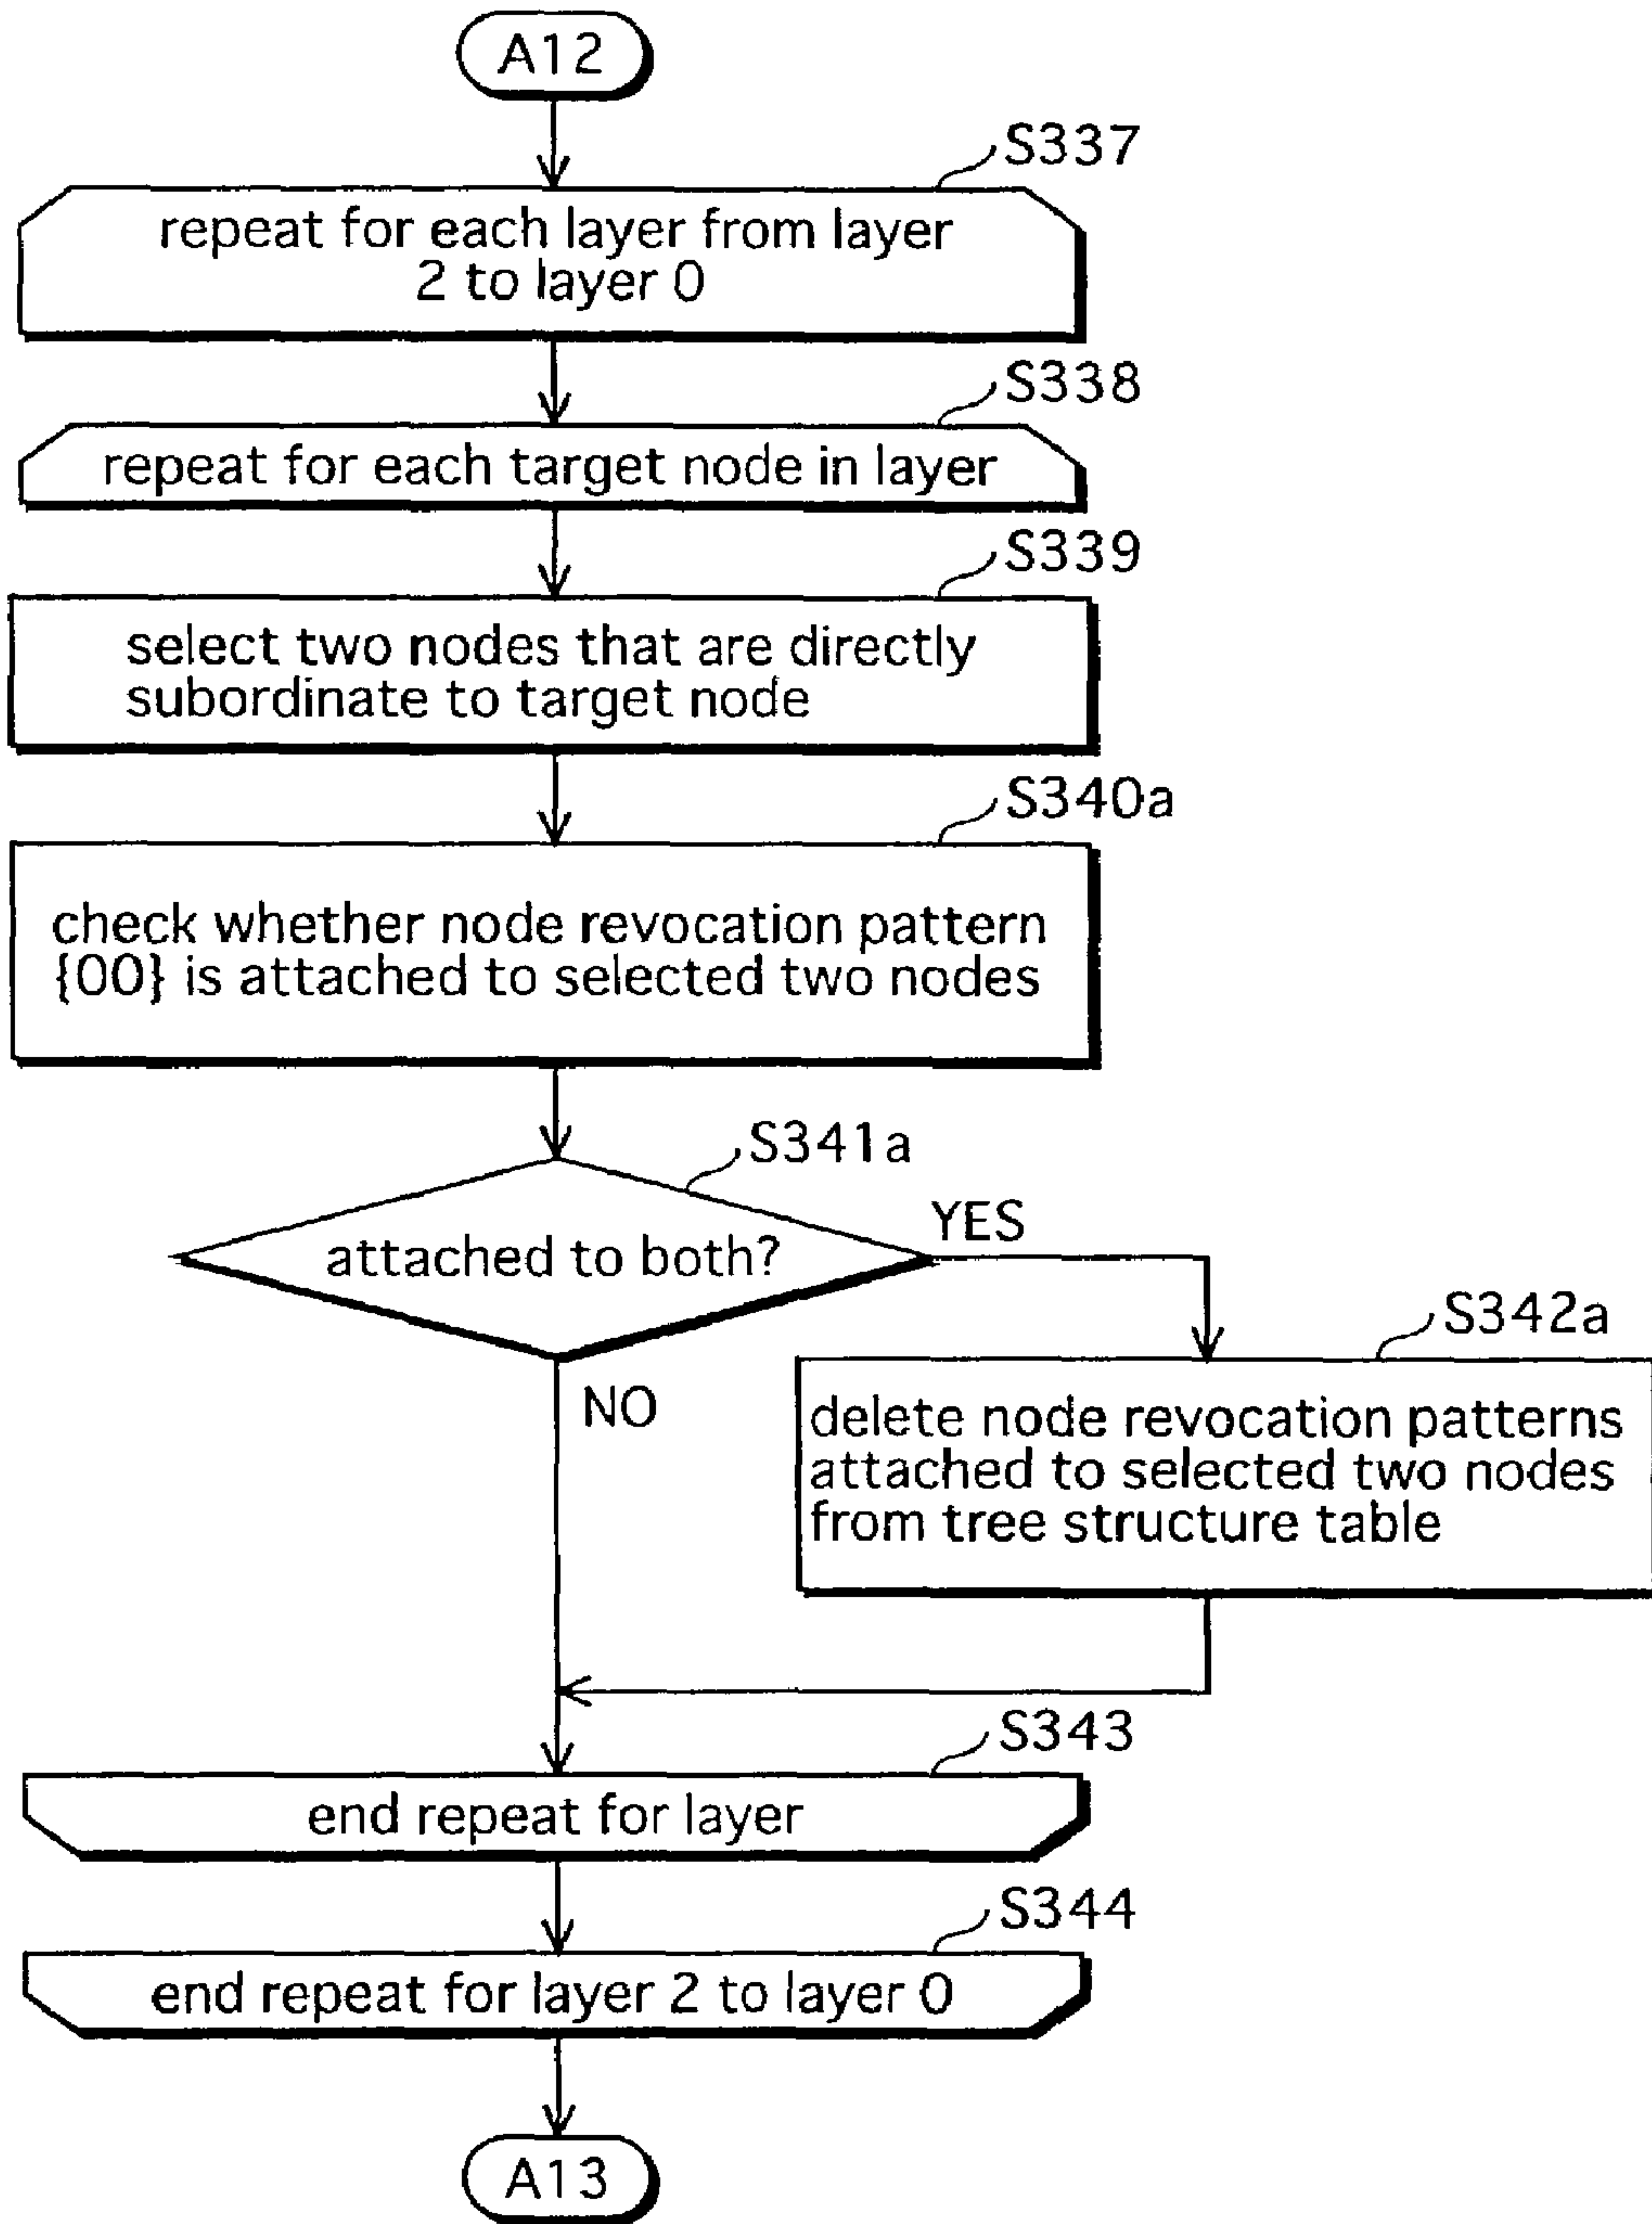 A12
S337
repeat for each layer from layer
2 to layer 0
S338
repeat for each target node in layer
S339
select two nodes that are directly
subordinate to target node
S340a
check whether node revocation pattern
{00} is attached to selected two nodes
S341a
attached to both?
YES
NO
S342a
delete node revocation patterns
attached to selected two nodes
from tree structure table
S343
end repeat for layer
S344
end repeat for layer 2 to layer 0
A13